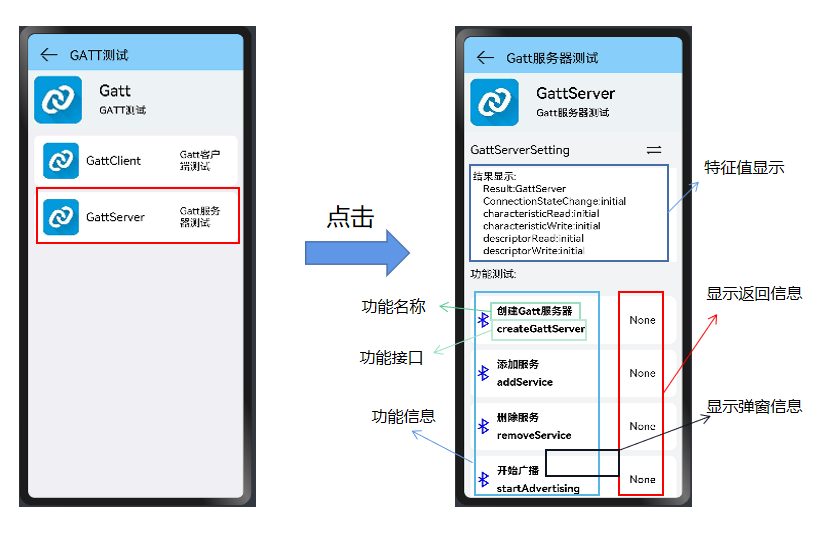 GATT测试
Gatt
GATT测试
GattClient
Gatt客户
端测试
GattServer
Gatt服务
器测试
点击
Gatt服务器测试
GattServer
Gatt服务器测试
GattServerSetting
结果显示:
Result:GattServer
ConnectionStateChange:initial
characteristicRead:initial
characteristicWrite:initial
descriptorRead:initial
descriptorWrite:initial
功能测试:
创建Gatt服务器
createGattServer
None
添加服务
addService
None
删除服务
removeService
None
开始广播
startAdvertising
None
功能名称
功能接口
功能信息
特征值显示
显示返回信息
显示弹窗信息